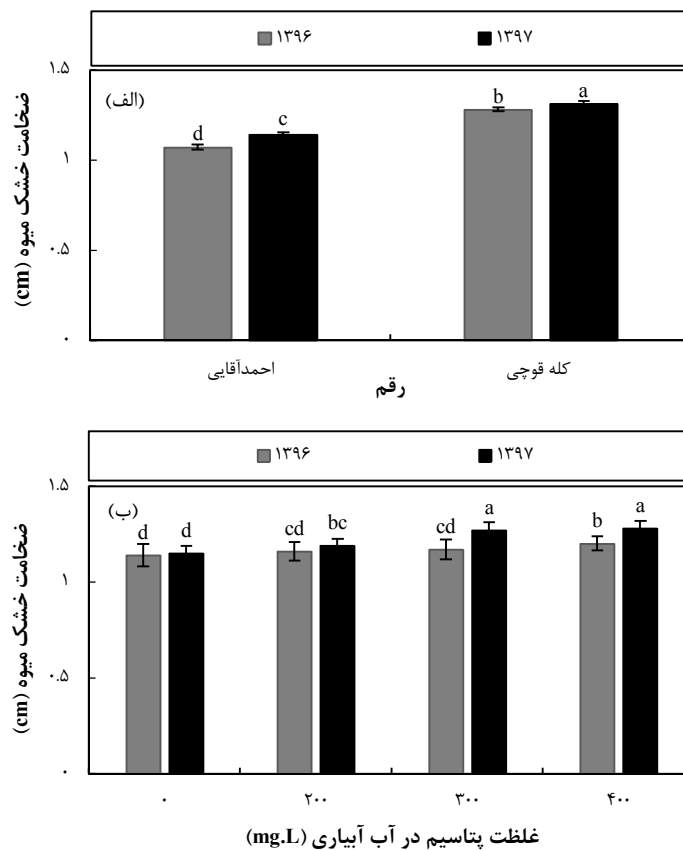 ۱۳۹۶ ۱۳۹۷
ضخامت خشک میوه (cm)
(الف)
۱.۵
۱
۰.۵
۰
d c b a
احمدآقایی کله قوچی
رقم
۱۳۹۶ ۱۳۹۷
ضخامت خشک میوه (cm)
(ب)
۱.۵
۱
۰.۵
۰
d d cd bc cd a b a
۰ ۲۰۰ ۳۰۰ ۴۰۰
غلظت پتاسیم در آب آبیاری (mg.L)